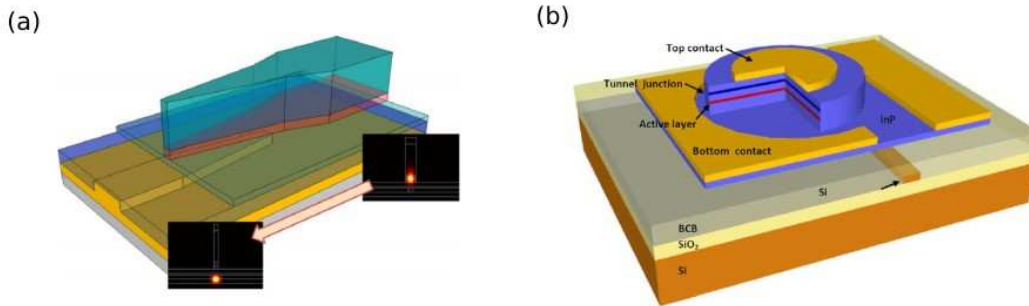 (a)
(b)
Top contact
Tunnel junction
Active layer
InP
Bottom contact
Si
BCB
SiO₂
Si